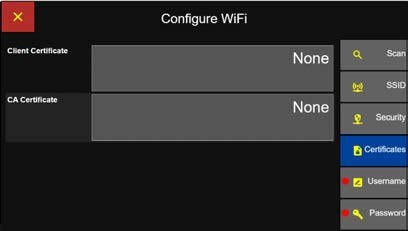 Configure WiFi
Client Certificate
None
CA Certificate
None
Scan
SSID
Security
Certificates
Username
Password